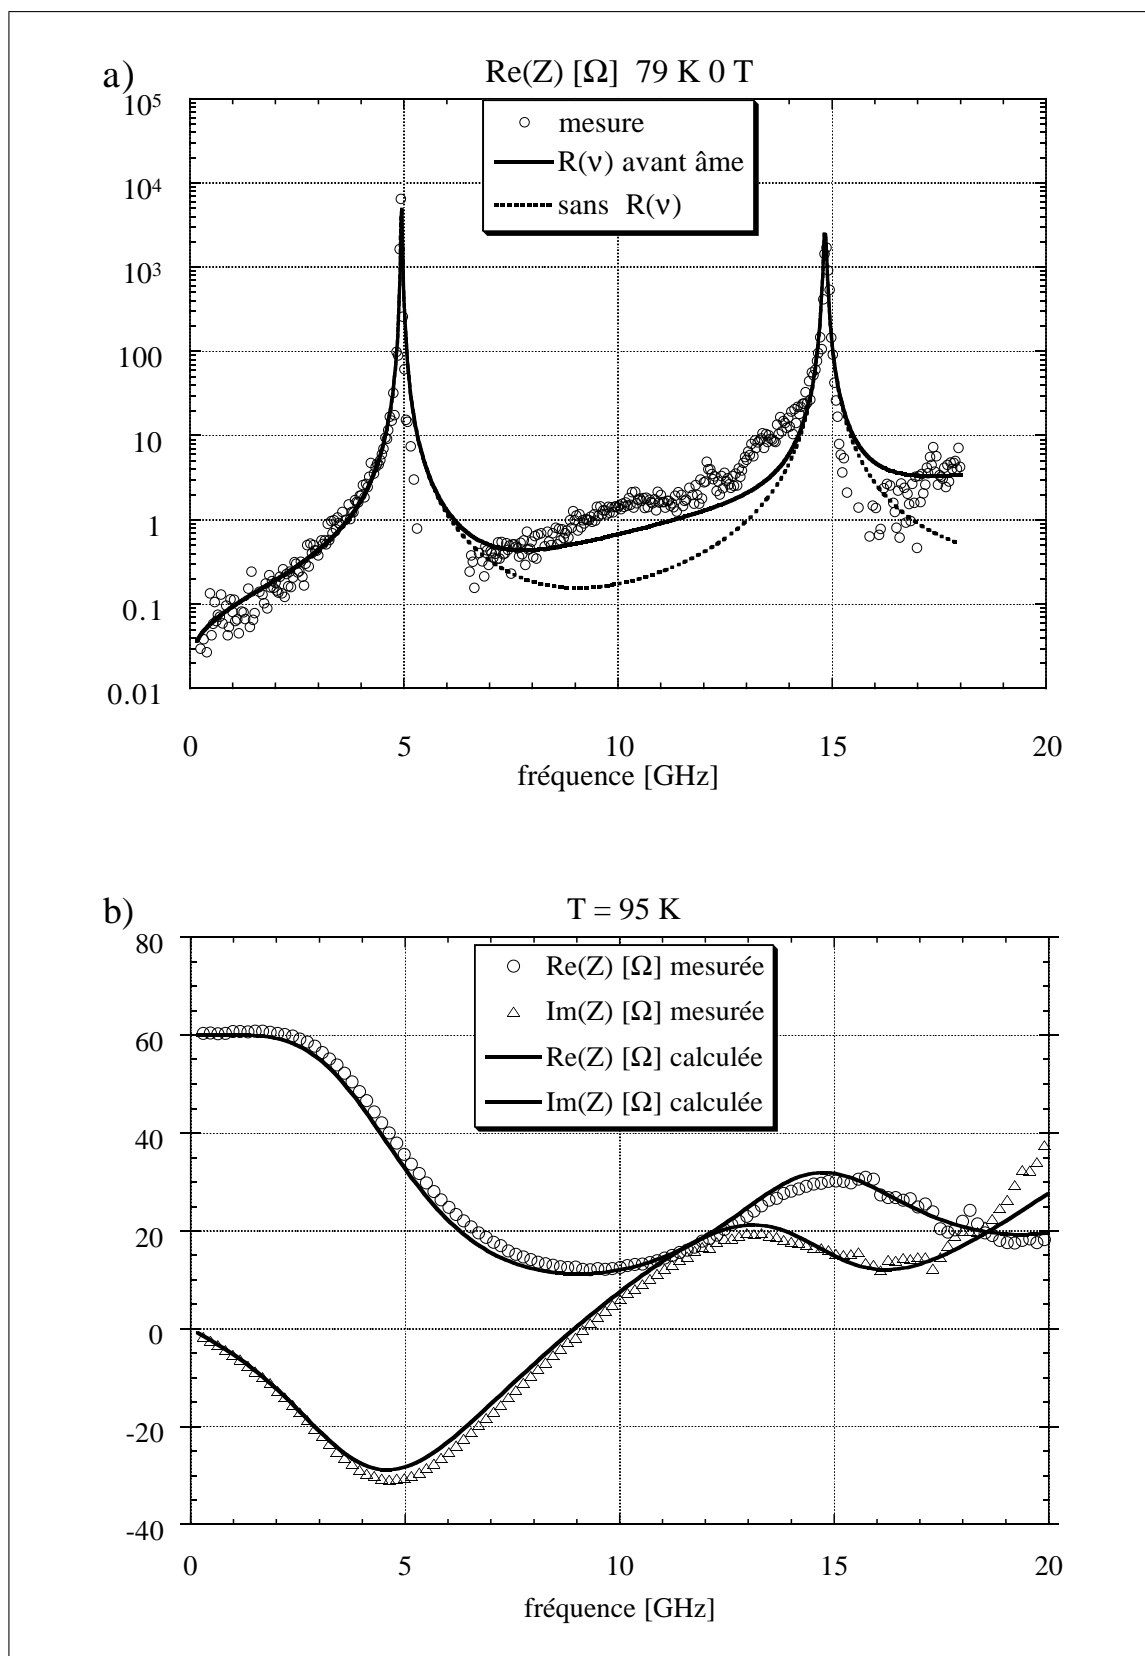 a)
Re(Z) [Ω] 79 K 0 T
10⁵
10⁴
10³
100
10
1
0.1
0.01
mesure
R(ν) avant âme
sans R(ν)
0 5 10 15 20
fréquence [GHz]
b)
T = 95 K
80
60
40
20
0
-20
-40
Re(Z) [Ω] mesurée
Im(Z) [Ω] mesurée
Re(Z) [Ω] calculée
Im(Z) [Ω] calculée
0 5 10 15 20
fréquence [GHz]